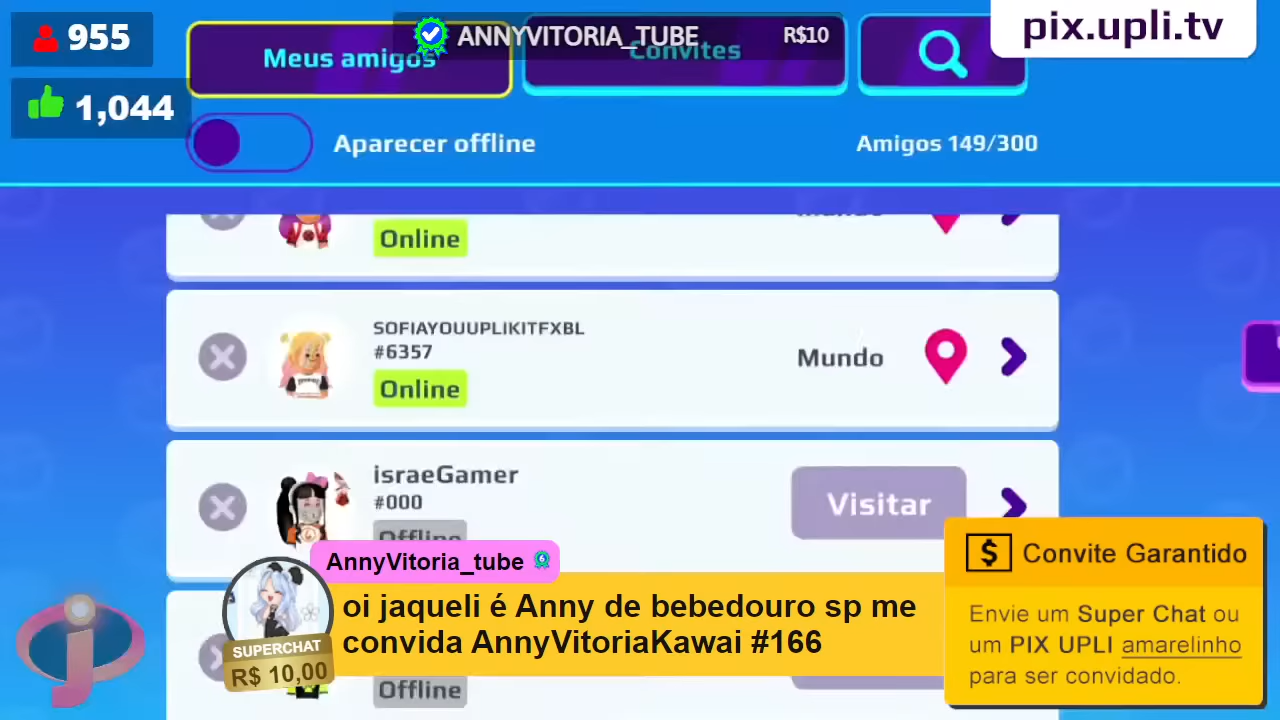 955
ANNYVITORIA_TUBE R$10
pix.upli.tv
Meus amigos
Convites
1,044
Aparecer offline
Amigos 149/300
Mundo
Online
SOFIAYOUUPLIKITFXBL
#6357
Online
Mundo
israeGamer
#000
Offline
Visitar
AnnyVitoria_tube
oi jaqueli é Anny de bebedouro sp me
convida AnnyVitoriaKawai #166
SUPERCHAT
R$ 10,00
Offline
$ Convite Garantido
Envie um Super Chat ou
um PIX UPLI amarelinho
para ser convidado.